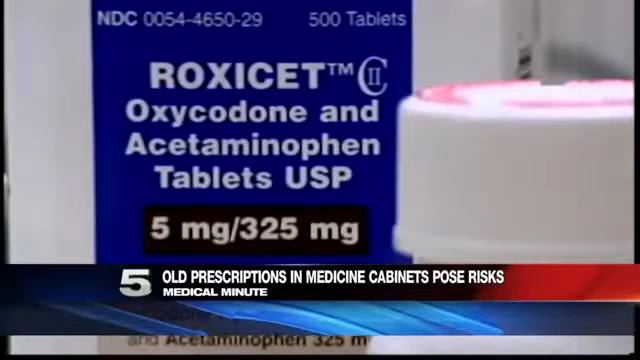 NDC 0054-4650-29 500 Tablets
ROXICET™ CII
Oxycodone and
Acetaminophen
Tablets USP
5 mg/325 mg
5 OLD PRESCRIPTIONS IN MEDICINE CABINETS POSE RISKS
MEDICAL MINUTE
and Acetaminophen 325 m